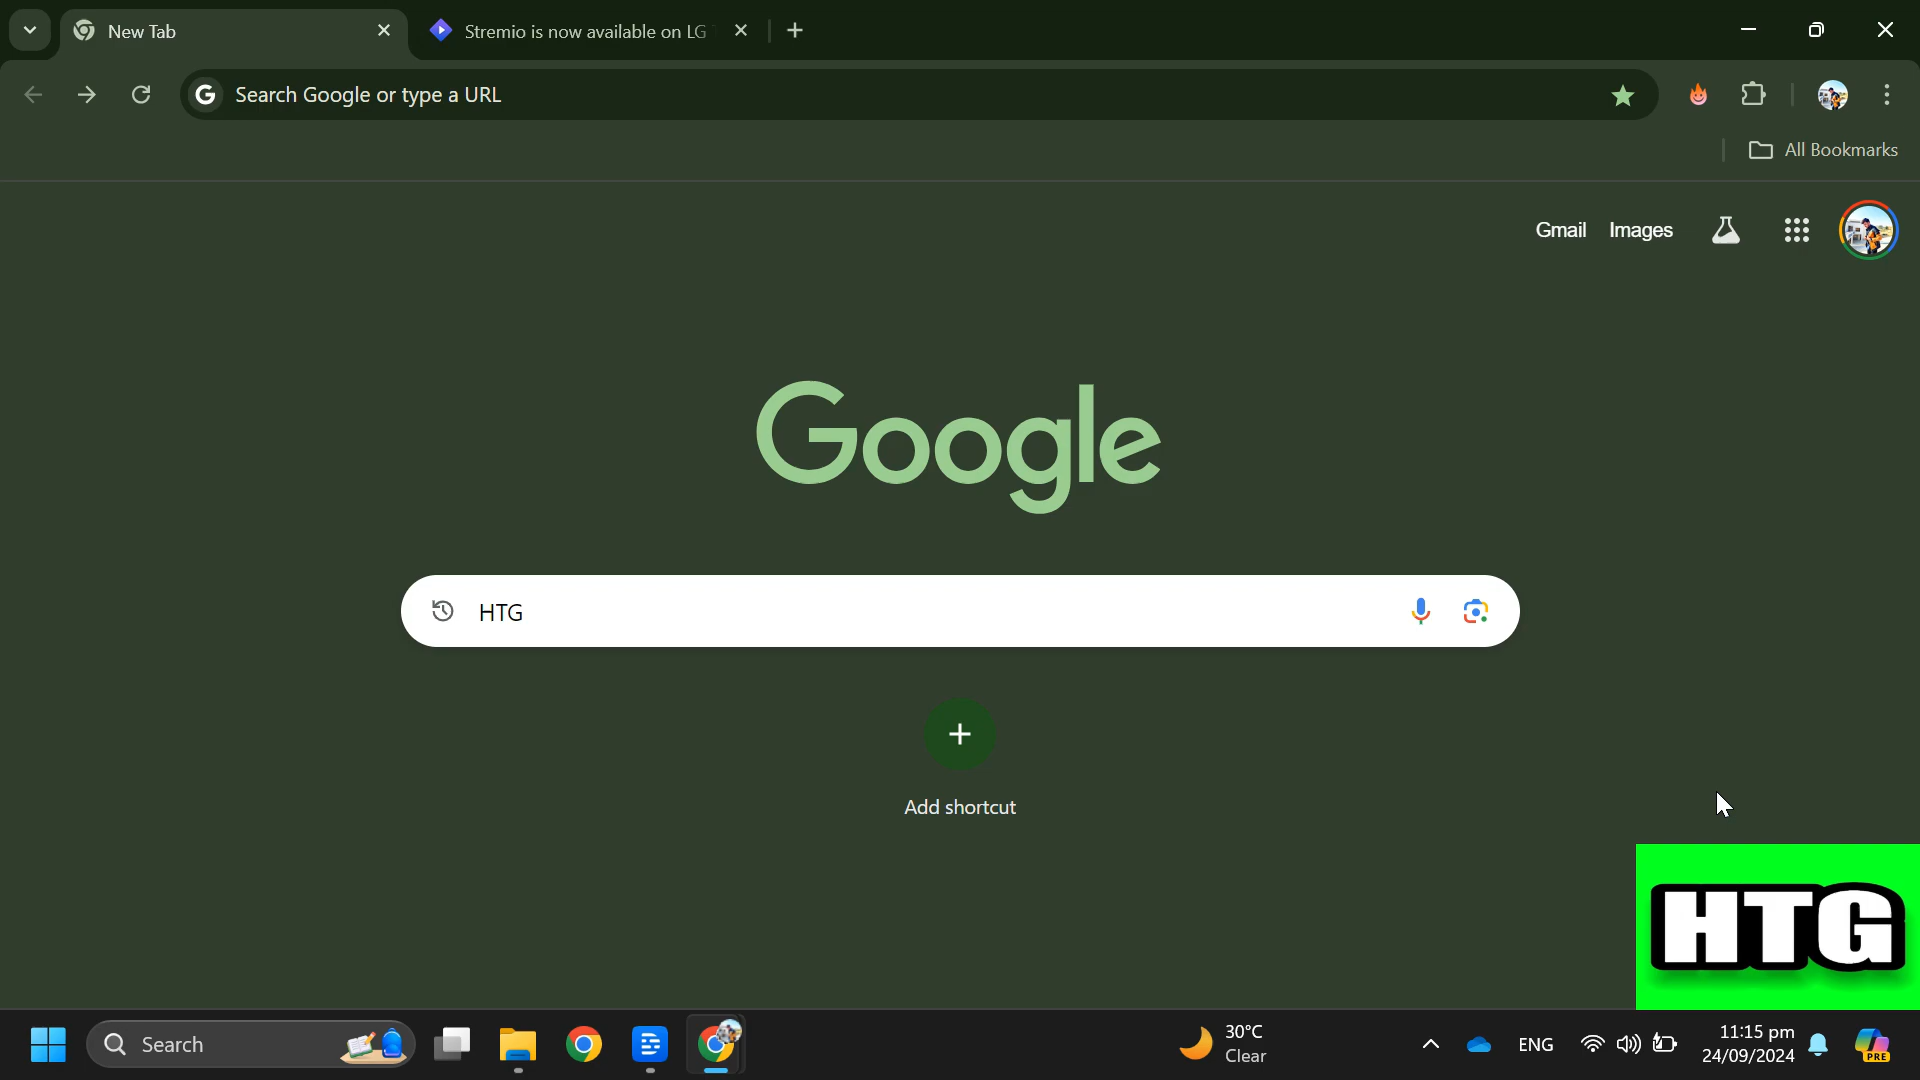 New Tab
Stremio is now available on LG
Search Google or type a URL
All Bookmarks
Gmail Images
Google
HTG
Add shortcut
HTG
Search
30°C
Clear
ENG
11:15 pm
24/09/2024
PRE